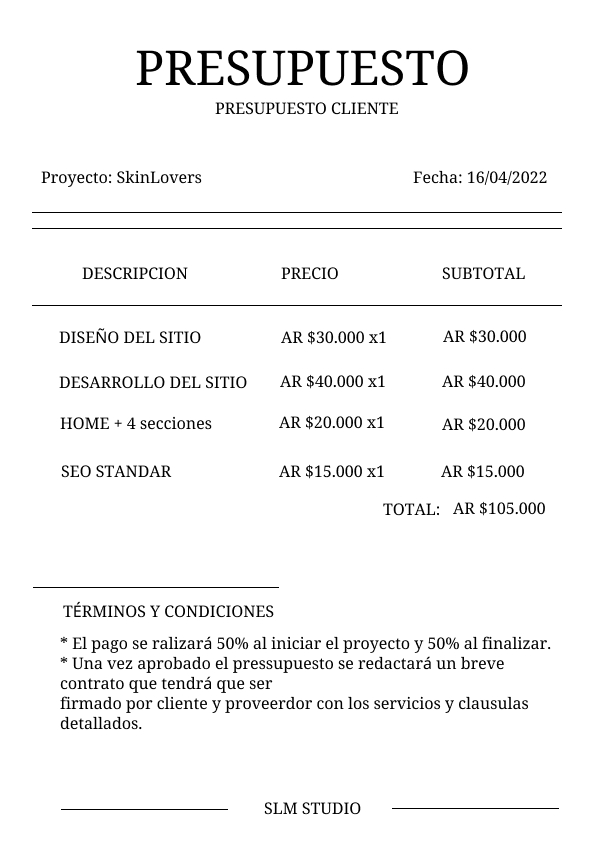 PRESUPUESTO
PRESUPUESTO CLIENTE
Proyecto: SkinLovers Fecha: 16/04/2022
DESCRIPCION PRECIO SUBTOTAL
DISEÑO DEL SITIO AR $30.000 x1 AR $30.000
DESARROLLO DEL SITIO AR $40.000 x1 AR $40.000
HOME + 4 secciones AR $20.000 x1 AR $20.000
SEO STANDAR AR $15.000 x1 AR $15.000
TOTAL: AR $105.000
TÉRMINOS Y CONDICIONES
* El pago se ralizará 50% al iniciar el proyecto y 50% al finalizar.
* Una vez aprobado el pressupuesto se redactará un breve
contrato que tendrá que ser
firmado por cliente y proveerdor con los servicios y clausulas
detallados.
SLM STUDIO